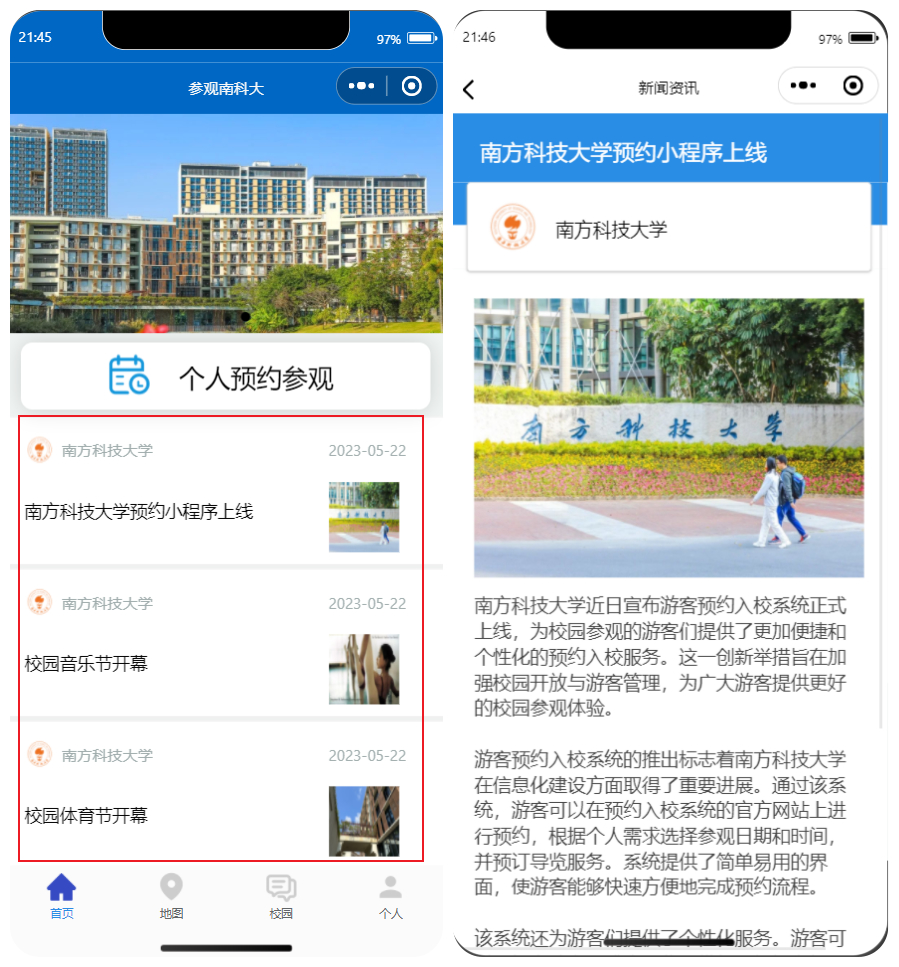 21:45
97%
参观南科大
个人预约参观
南方科技大学
2023-05-22
南方科技大学预约小程序上线
南方科技大学
2023-05-22
校园音乐节开幕
南方科技大学
2023-05-22
校园体育节开幕
首页
地图
校园
个人
21:46
97%
新闻资讯
南方科技大学预约小程序上线
南方科技大学
南方科技大学
南方科技大学近日宣布游客预约入校系统正式
上线，为校园参观的游客们提供了更加便捷和
个性化的预约入校服务。这一创新举措旨在加
强校园开放与游客管理，为广大游客提供更好
的校园参观体验。
游客预约入校系统的推出标志着南方科技大学
在信息化建设方面取得了重要进展。通过该系
统，游客可以在预约入校系统的官方网站上进
行预约，根据个人需求选择参观日期和时间，
并预订导览服务。系统提供了简单易用的界
面，使游客能够快速方便地完成预约流程。
该系统还为游客们提供了个性化服务。游客可